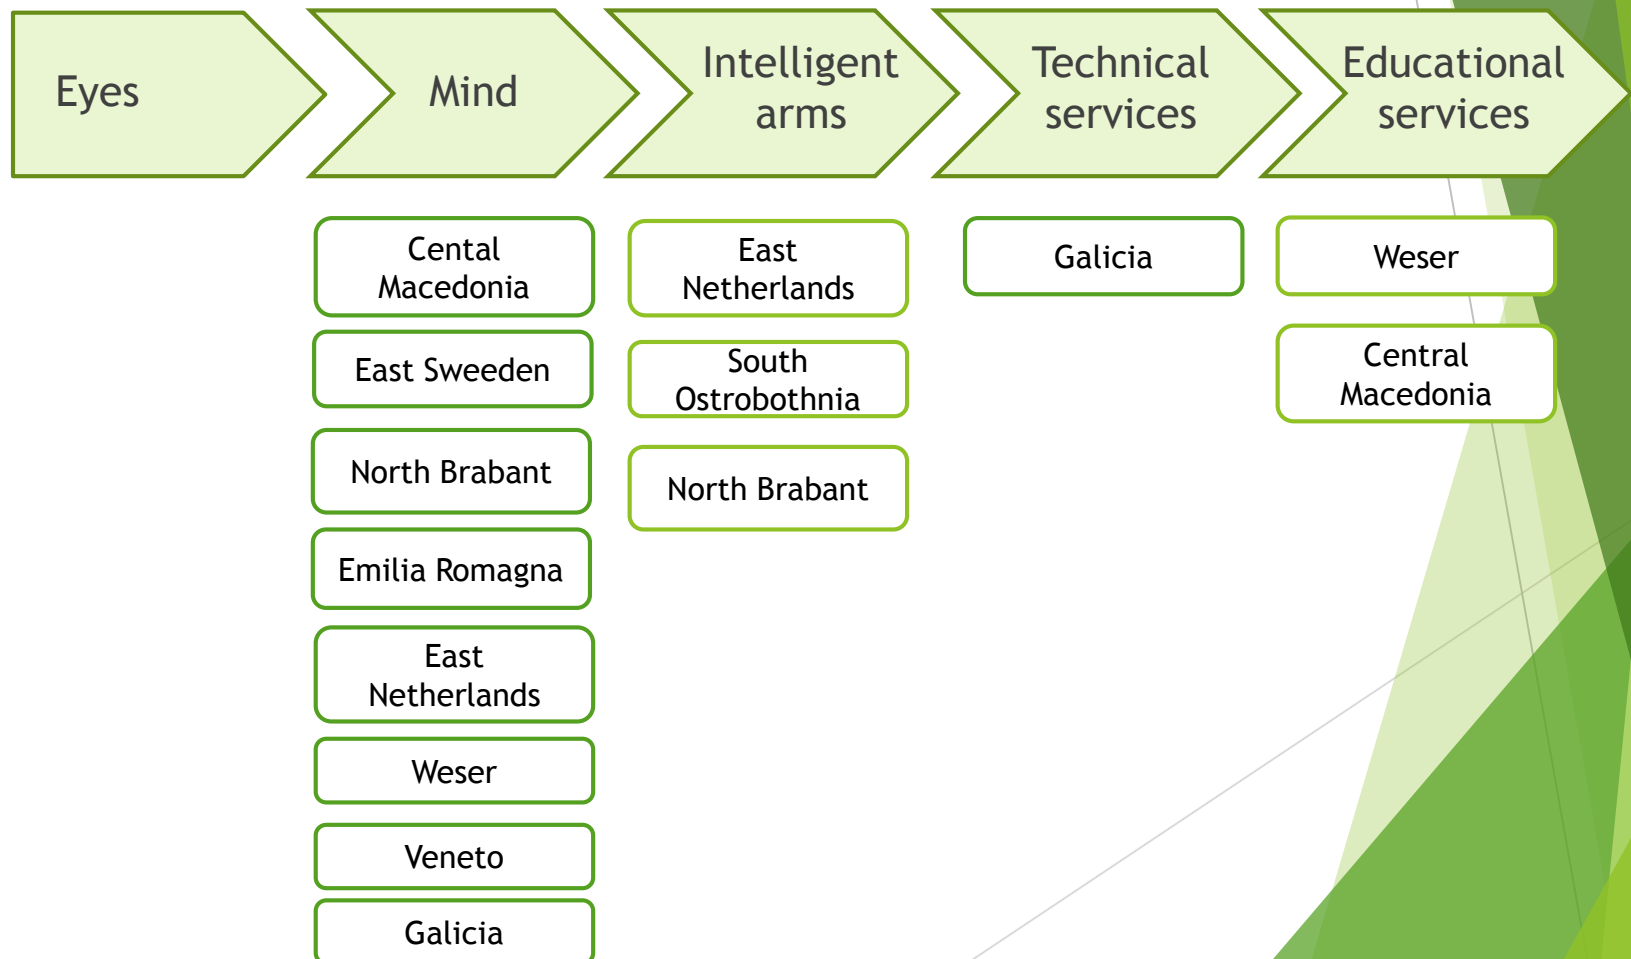 Eyes
Mind
Intelligent
arms
Technical
services
Educational
services
Cental
Macedonia
East Sweeden
North Brabant
Emilia Romagna
East
Netherlands
Weser
Veneto
Galicia
East
Netherlands
South
Ostrobothnia
North Brabant
Galicia
Weser
Central
Macedonia